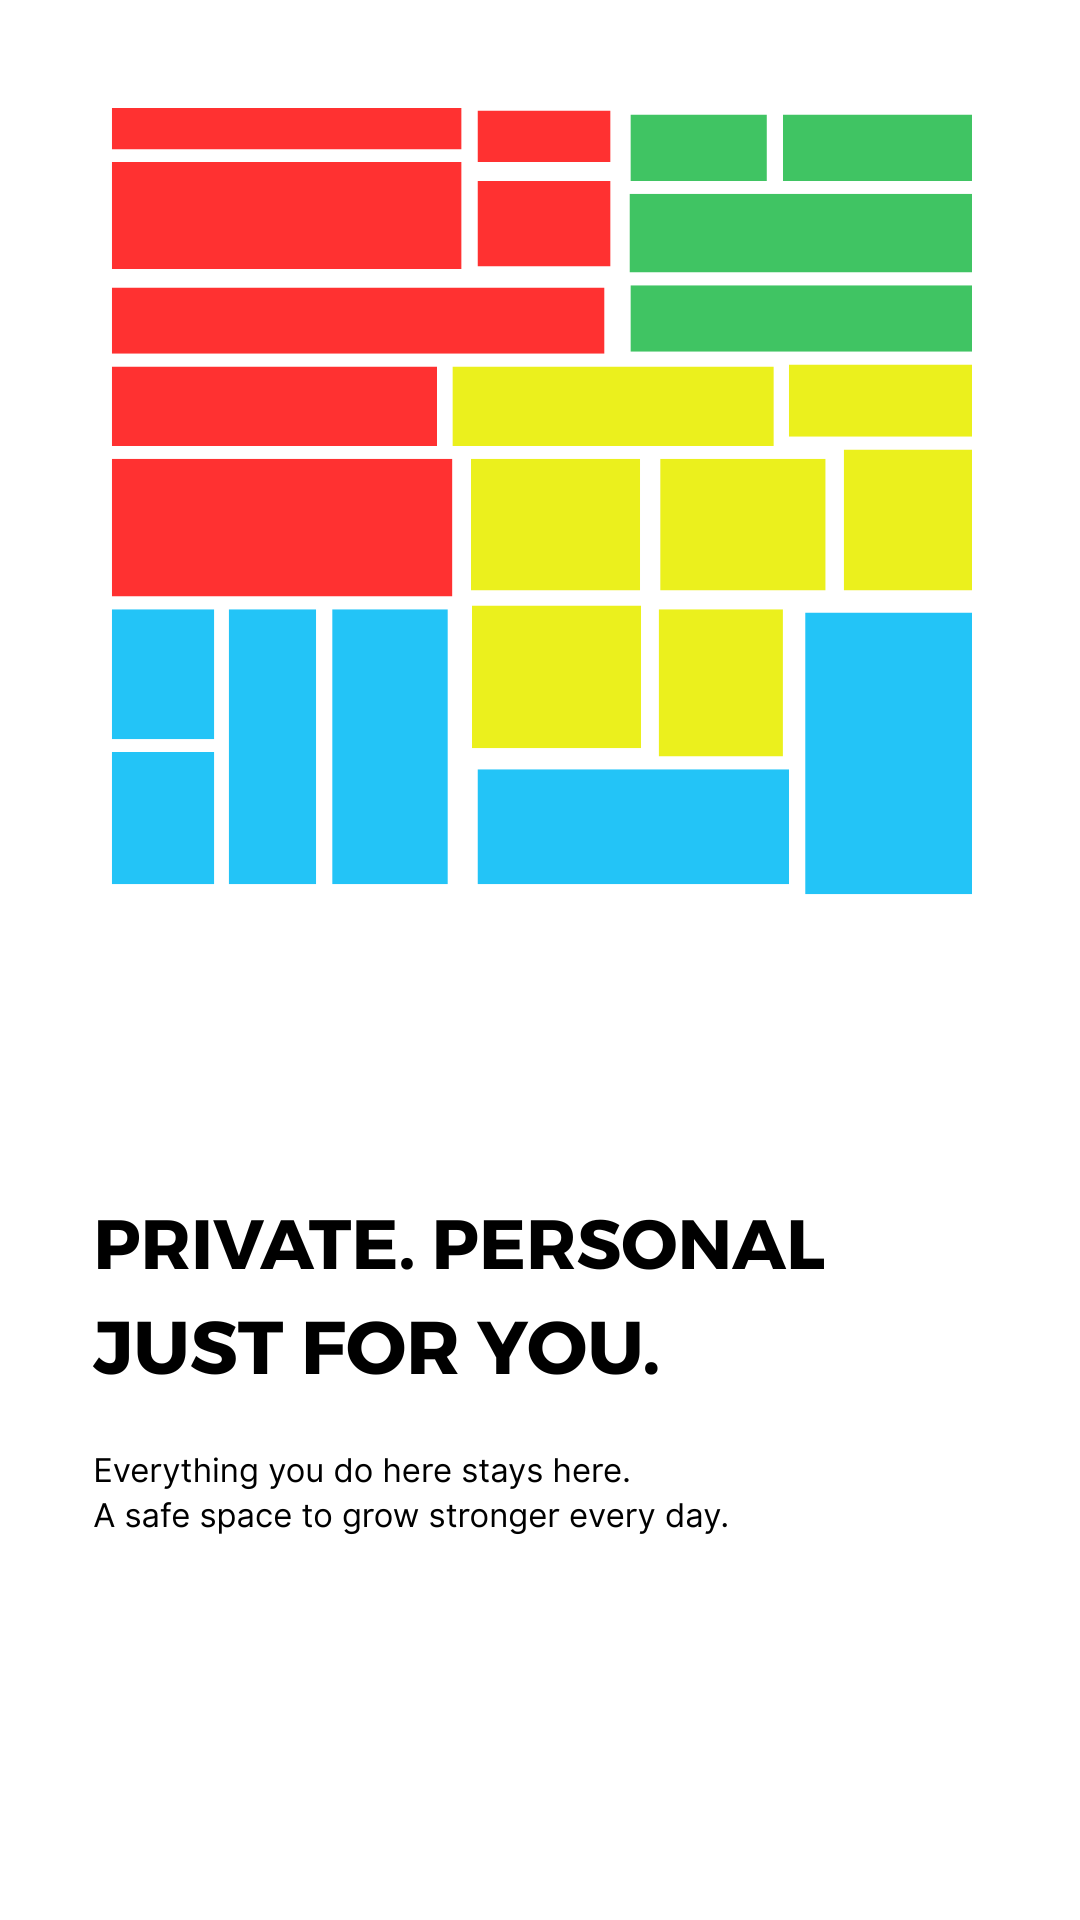 PRIVATE. PERSONAL
JUST FOR YOU.
Everything you do here stays here.
A safe space to grow stronger every day.